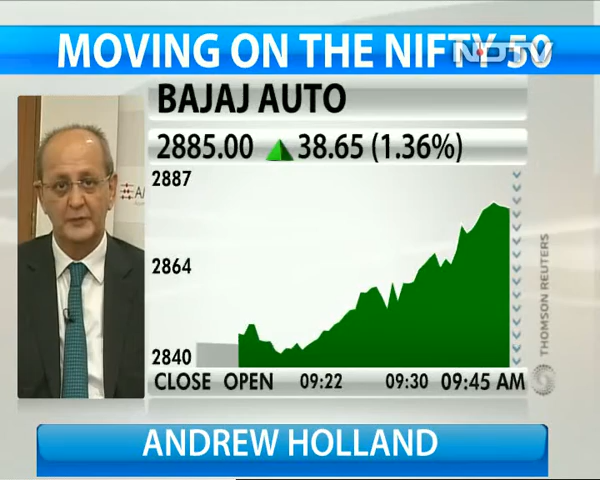 MOVING ON THE NIFTY 50
NDTV
BAJAJ AUTO
2885.00 ▲ 38.65 (1.36%)
2887
2864
2840
CLOSE OPEN 09:22 09:30 09:45 AM
THOMSON REUTERS
ANDREW HOLLAND